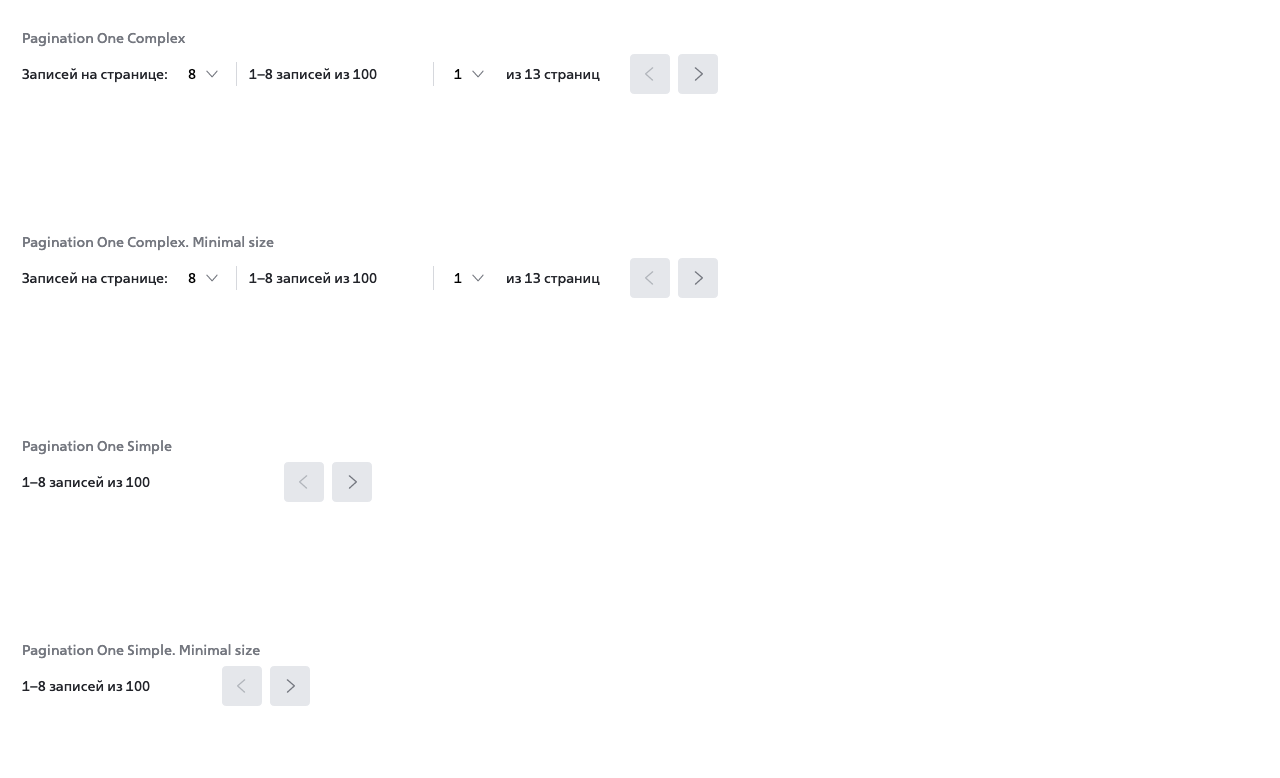 Pagination One Complex
Записей на странице: 8 1–8 записей из 100 1 из 13 страниц
Pagination One Complex. Minimal size
Записей на странице: 8 1–8 записей из 100 1 из 13 страниц
Pagination One Simple
1–8 записей из 100
Pagination One Simple. Minimal size
1–8 записей из 100